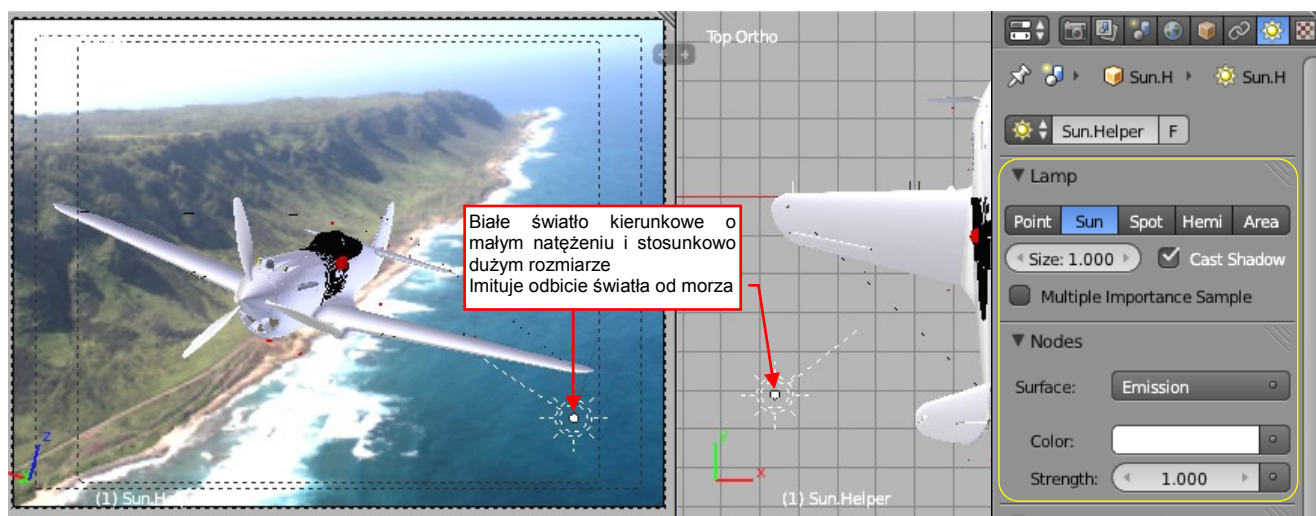 Top Ortho
Białe światło kierunkowe o
małym natężeniu i stosunkowo
dużym rozmiarze
Imituje odbicie światła od morza
z
(1) Sun.He
y
x
(1) Sun.Helper
Sun.H
Sun.H
Sun.Helper F
Lamp
Point Sun Spot Hemi Area
Size: 1.000 Cast Shadow
Multiple Importance Sample
Nodes
Surface: Emission
Color:
Strength: 1.000